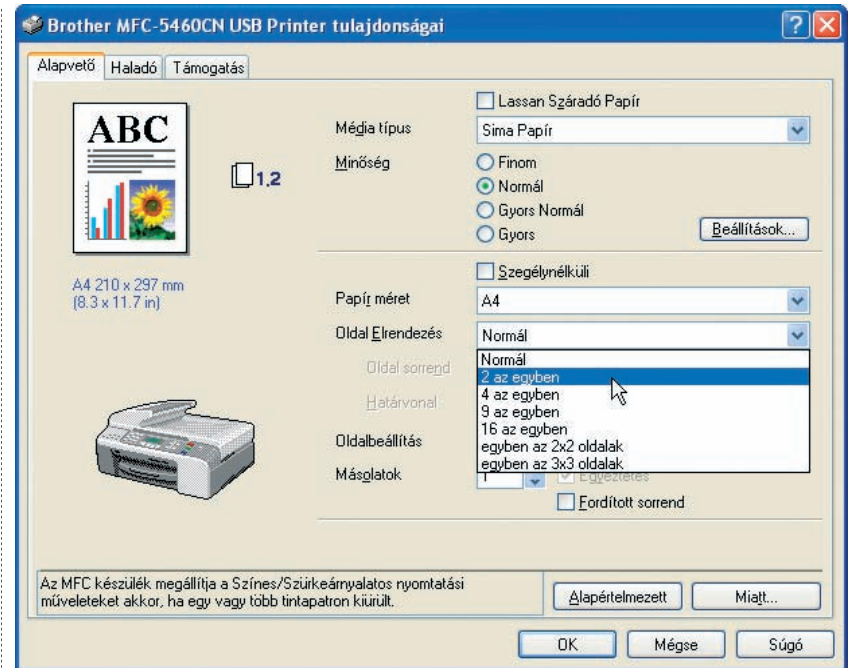 Brother MFC-5460CN USB Printer tulajdonságai
Alapvető Haladó Támogatás
ABC
1.2
A4 210 x 297 mm
(8.3 x 11.7 in)
Lassan Száradó Papír
Média típus Sima Papír
Minőség Finom
Normál
Gyors Normál
Gyors
Beállítások...
Szegélynélküli
Papír méret A4
Oldal Elrendezés Normál
Oldal sorrend
Határvonal
Normál
2 az egyben
4 az egyben
9 az egyben
16 az egyben
egyben az 2x2 oldalak
egyben az 3x3 oldalak
Oldalbeállítás
Másolatok 1 Egyeztetés
Fordított sorrend
Az MFC készülék megállítja a Színes/Szürkeárnyalatos nyomtatási
műveleteket akkor, ha egy vagy több tintapatron kiürült.
Alapértelmezett Miatt...
OK Mégse Súgó